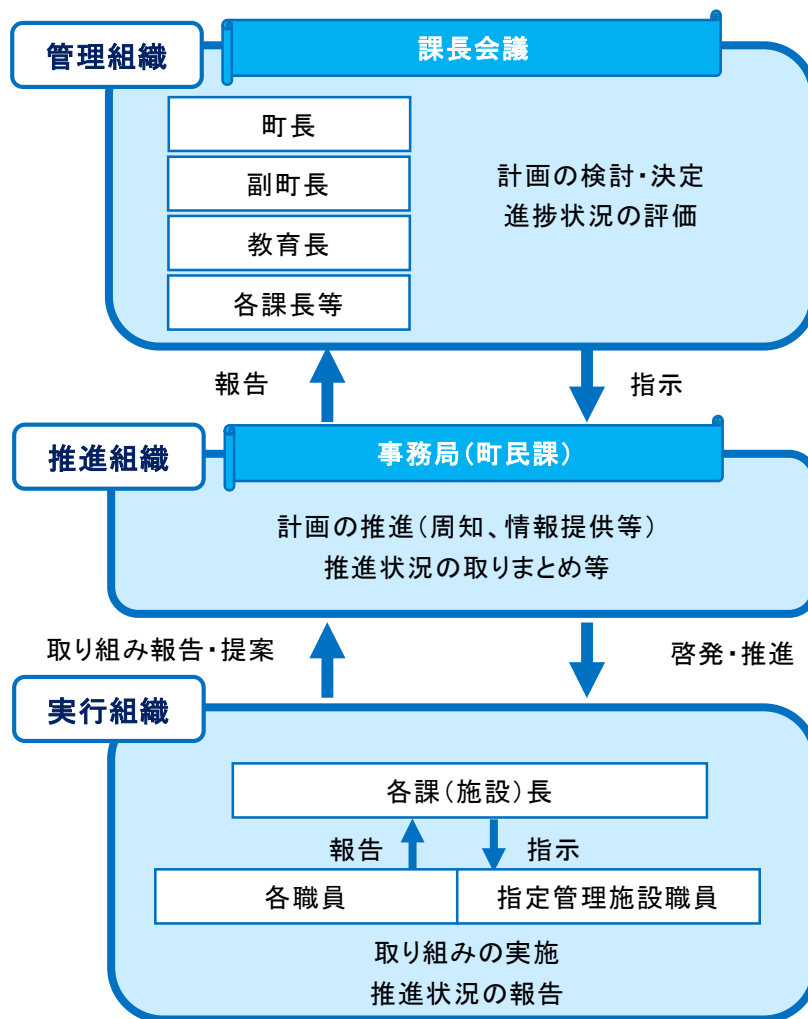 管理組織
課長会議
町長
副町長
教育長
各課長等
計画の検討・決定
進捗状況の評価
報告
指示
推進組織
事務局(町民課)
計画の推進(周知、情報提供等)
推進状況の取りまとめ等
取り組み報告・提案
啓発・推進
実行組織
各課(施設)長
報告
指示
各職員
指定管理施設職員
取り組みの実施
推進状況の報告